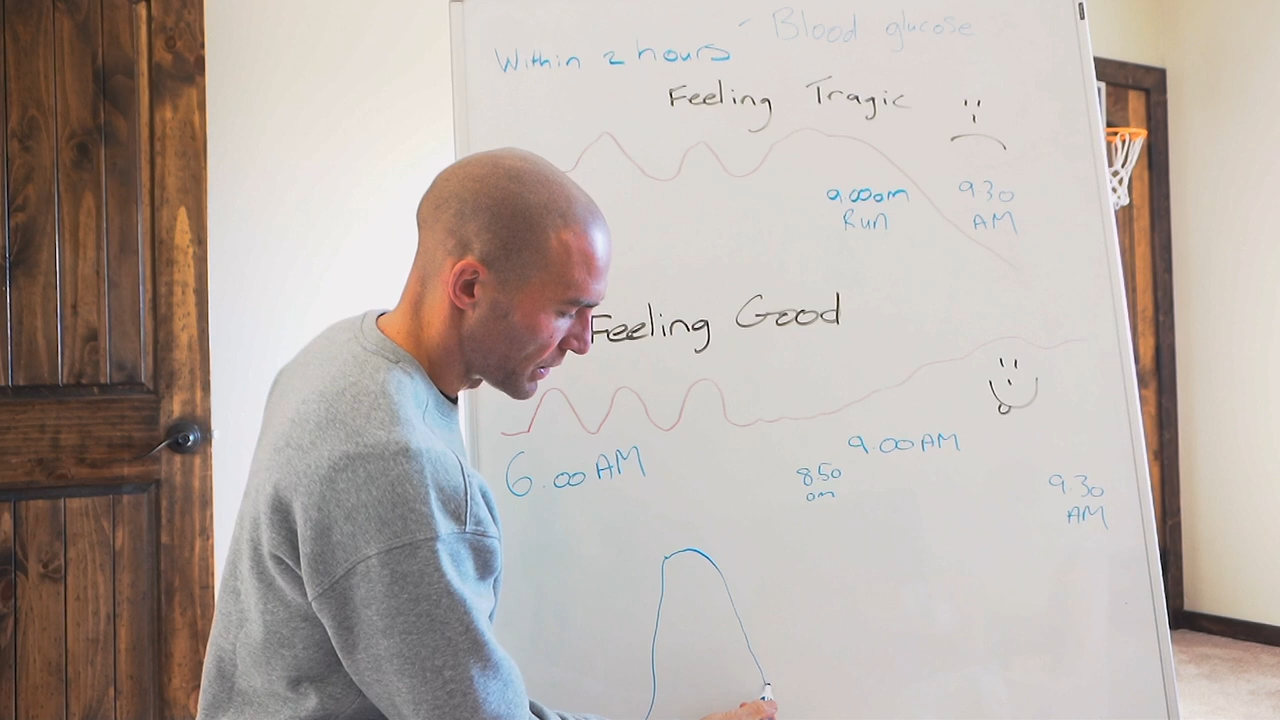 - Blood glucose
Within 2 hours
Feeling Tragic
9.00am
Run
9.30
AM
Feeling Good
6.00 AM
8.50
am
9.00 AM
9.30
AM